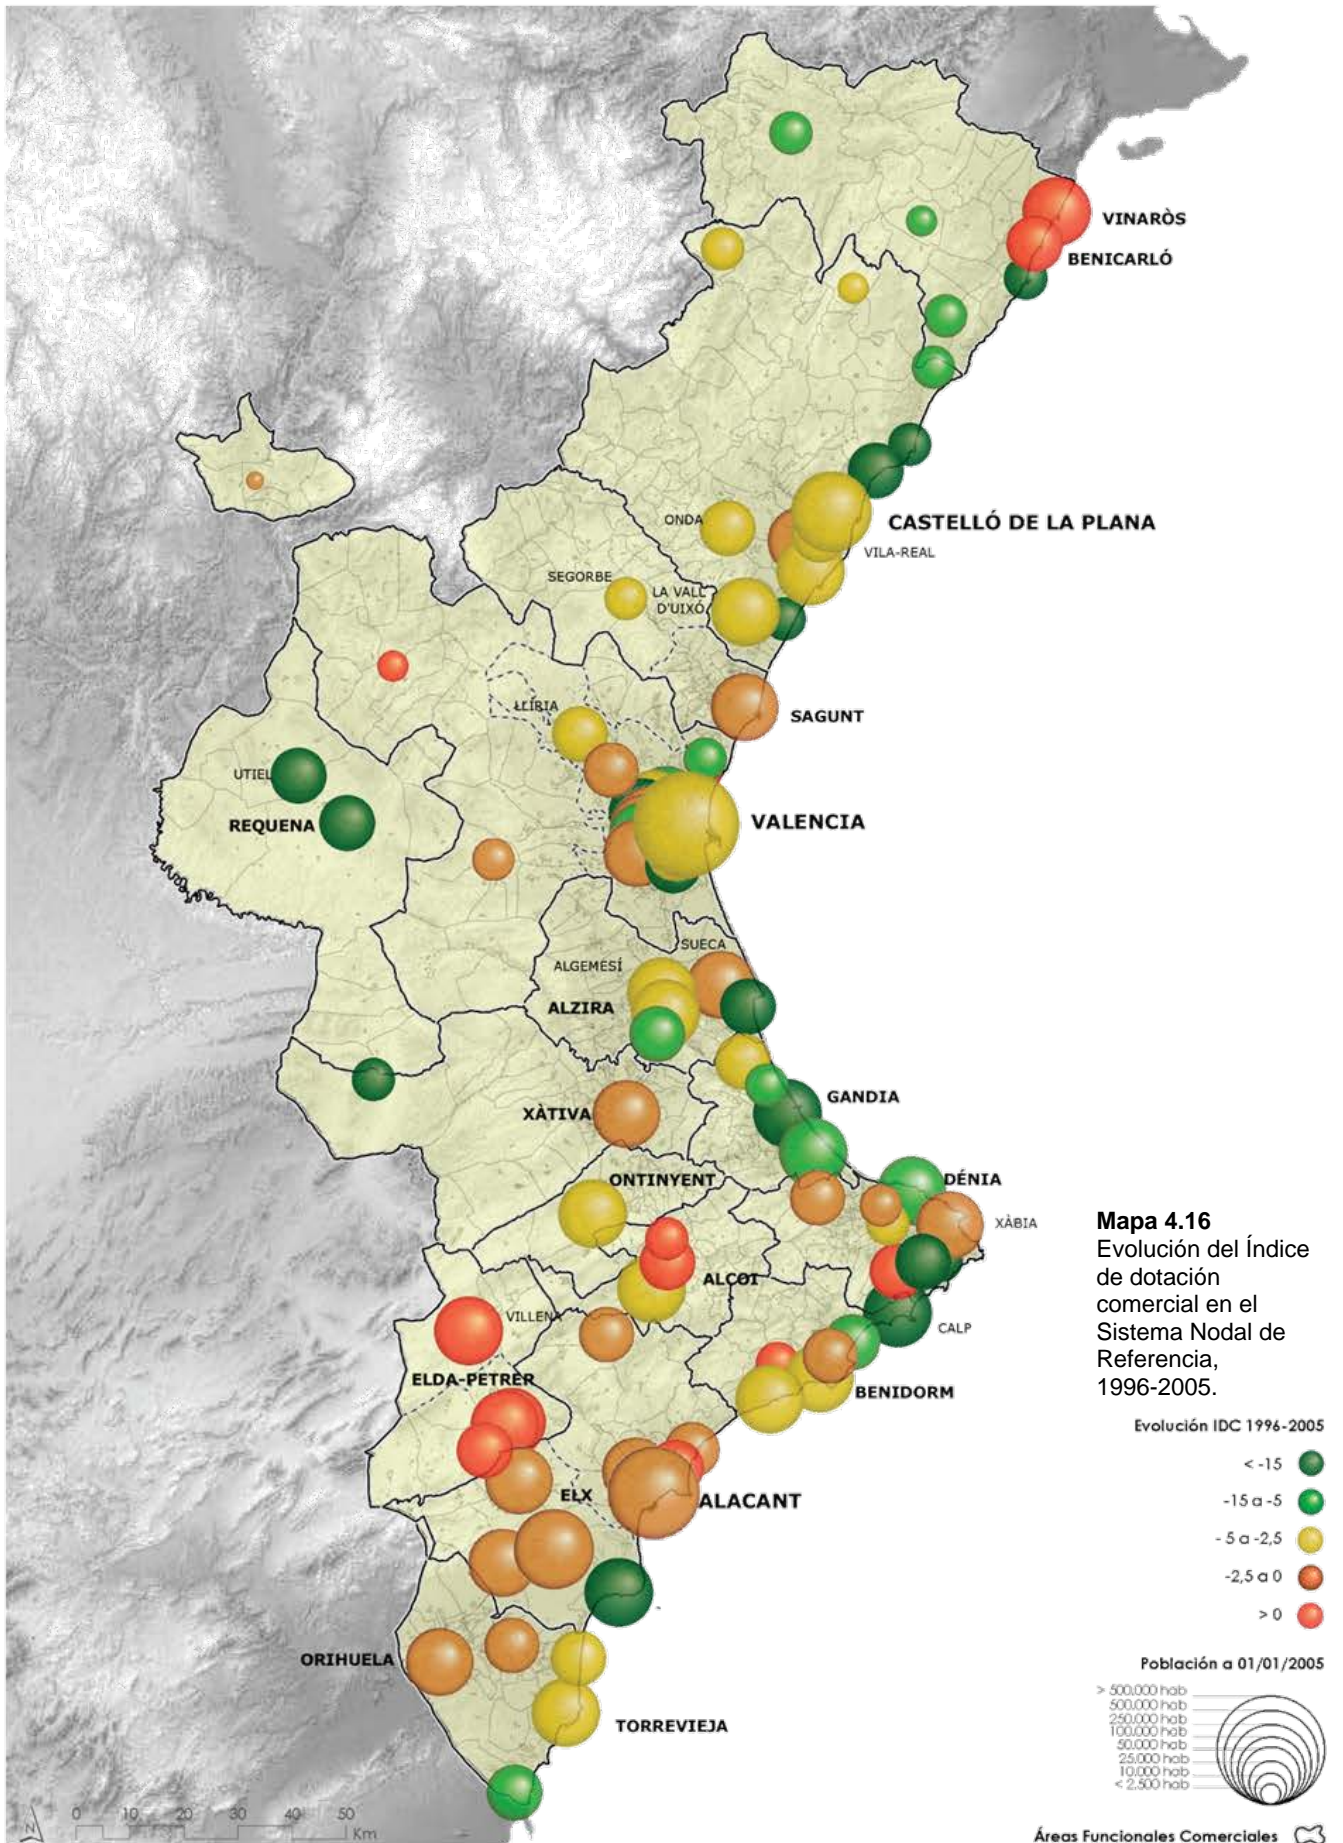 VINARÒS
BENICARLÓ
ONDA
CASTELLÓ DE LA PLANA
VILA-REAL
SEGORBE
LA VALL
D'UIXÓ
SAGUNT
LLÍRIA
UTIEL
REQUENA
VALENCIA
SUECA
ALGEMESÍ
ALZIRA
GANDIA
XÀTIVA
ONTINYENT
DÉNIA
XÀBIA
ALCOI
VILLENA
CALP
ELDA-PETRER
BENIDORM
ELX
ALACANT
ORIHUELA
TORREVIEJA
Mapa 4.16
Evolución del Índice
de dotación
comercial en el
Sistema Nodal de
Referencia,
1996-2005.
Evolución IDC 1996-2005
< -15
-15 a -5
- 5 a -2,5
-2,5 a 0
> 0
Población a 01/01/2005
> 500.000 hab
500.000 hab
250.000 hab
100.000 hab
50.000 hab
25.000 hab
10.000 hab
< 2.500 hab
Áreas Funcionales Comerciales
N
0 10 20 30 40 50
Km